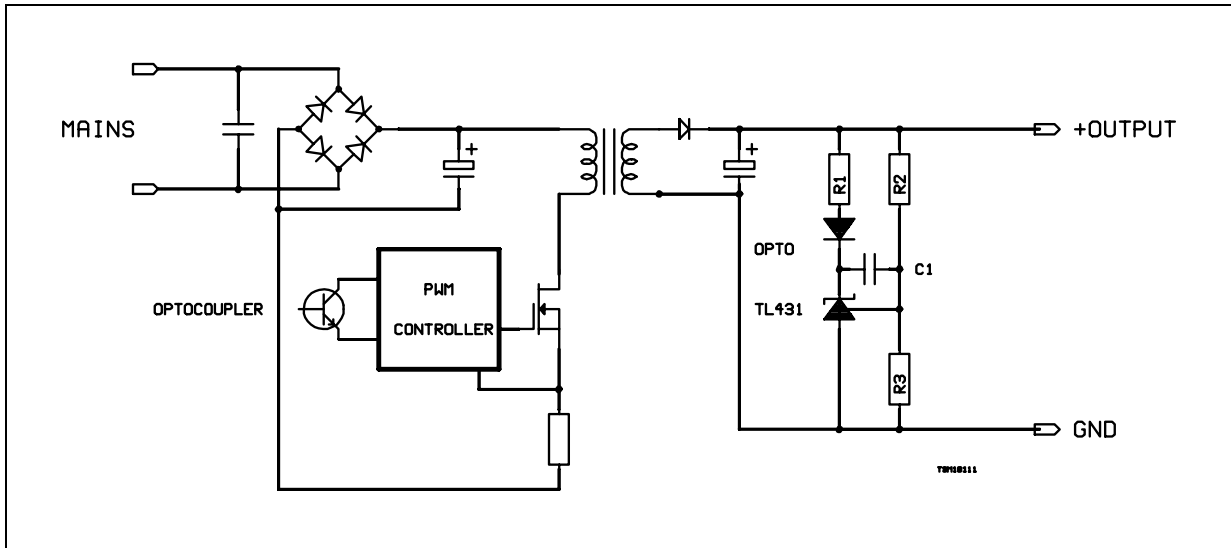 MAINS
+
+
+OUTPUT
R1
R2
OPTO
C1
PWM
OPTOCOUPLER
TL431
CONTROLLER
R3
GND